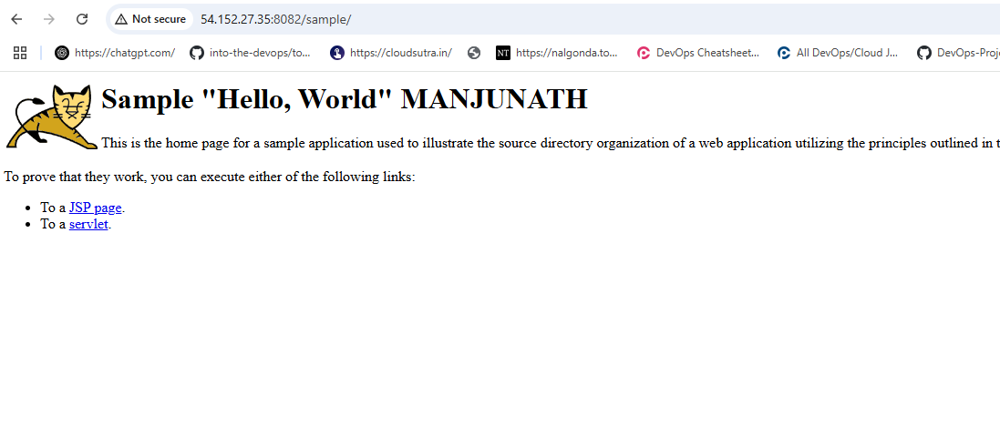 Not secure 54.152.27.35:8082/sample/
https://chatgpt.com/ into-the-devops/to... https://cloudsutra.in/ NT https://nalgonda.to... DevOps Cheatsheet... All DevOps/Cloud J... DevOps-Proj
Sample "Hello, World" MANJUNATH
This is the home page for a sample application used to illustrate the source directory organization of a web application utilizing the principles outlined in t
To prove that they work, you can execute either of the following links:
To a JSP page.
To a servlet.